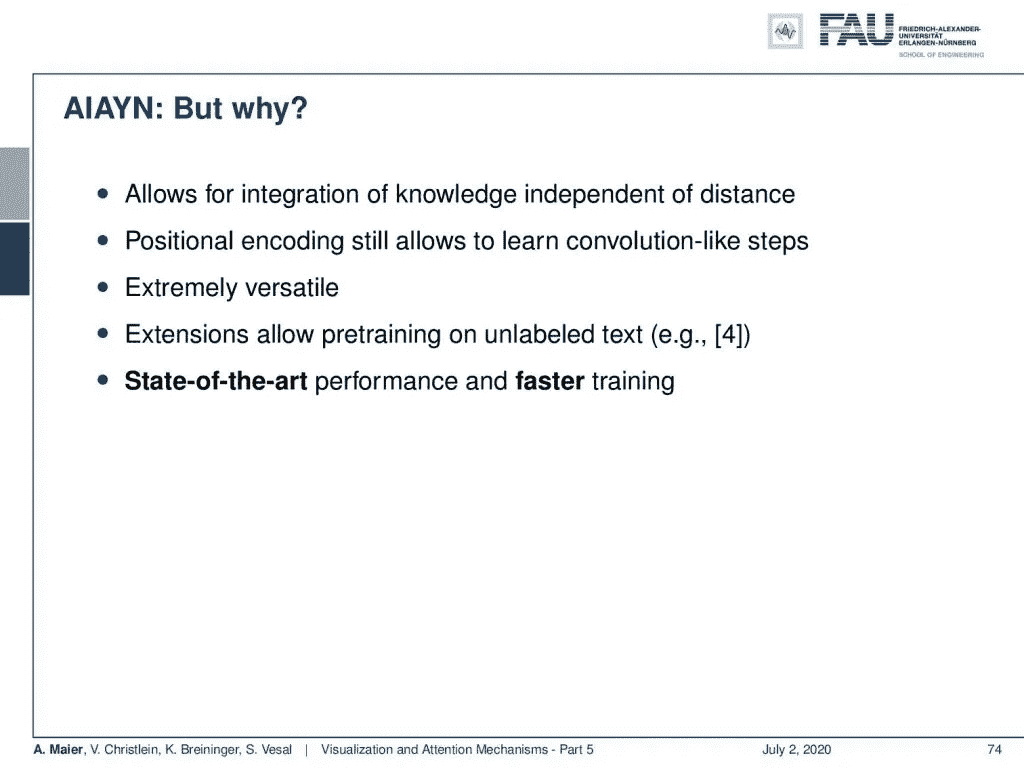 FAU
FRIEDRICH-ALEXANDER-
UNIVERSITÄT
ERLANGEN-NÜRNBERG
SCHOOL OF ENGINEERING
AIAYN: But why?
• Allows for integration of knowledge independent of distance
• Positional encoding still allows to learn convolution-like steps
• Extremely versatile
• Extensions allow pretraining on unlabeled text (e.g., [4])
• State-of-the-art performance and faster training
A. Maier, V. Christlein, K. Breininger, S. Vesal | Visualization and Attention Mechanisms - Part 5 July 2, 2020 74